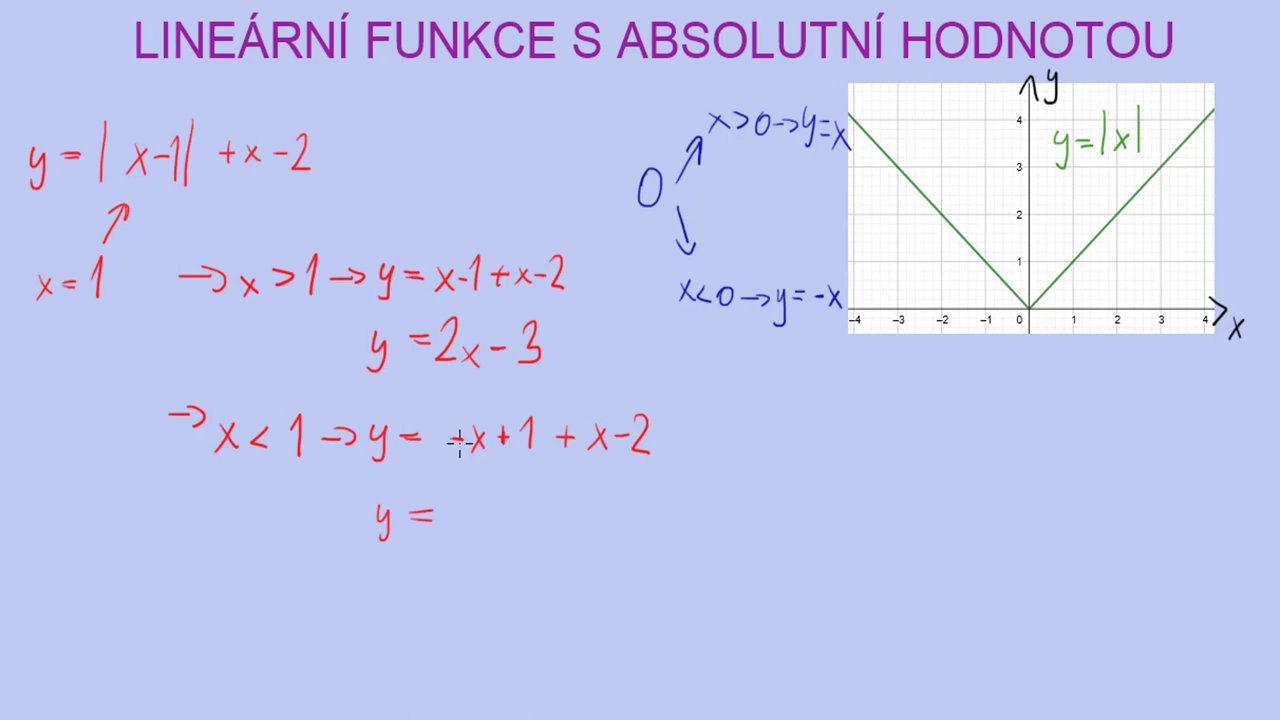 LINEÁRNÍ FUNKCE S ABSOLUTNÍ HODNOTOU
y = | x-1| + x - 2
x = 1
→ x > 1 → y = x-1 + x-2
y = 2x - 3
→ x < 1 → y = -x+1 + x-2
y =
0
x>0→y=x
x<0→y=-x
y
y=|x|
4
3
2
1
-4 -3 -2 -1 0 1 2 3 4
x